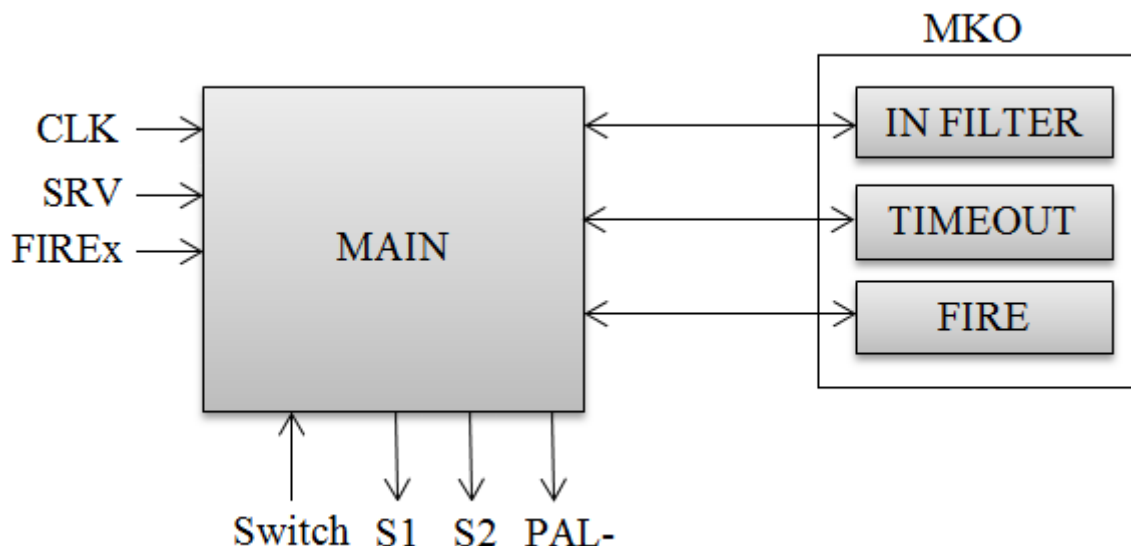 MKO
CLK
SRV
FIREx
MAIN
IN FILTER
TIMEOUT
FIRE
Switch S1 S2 PAL-